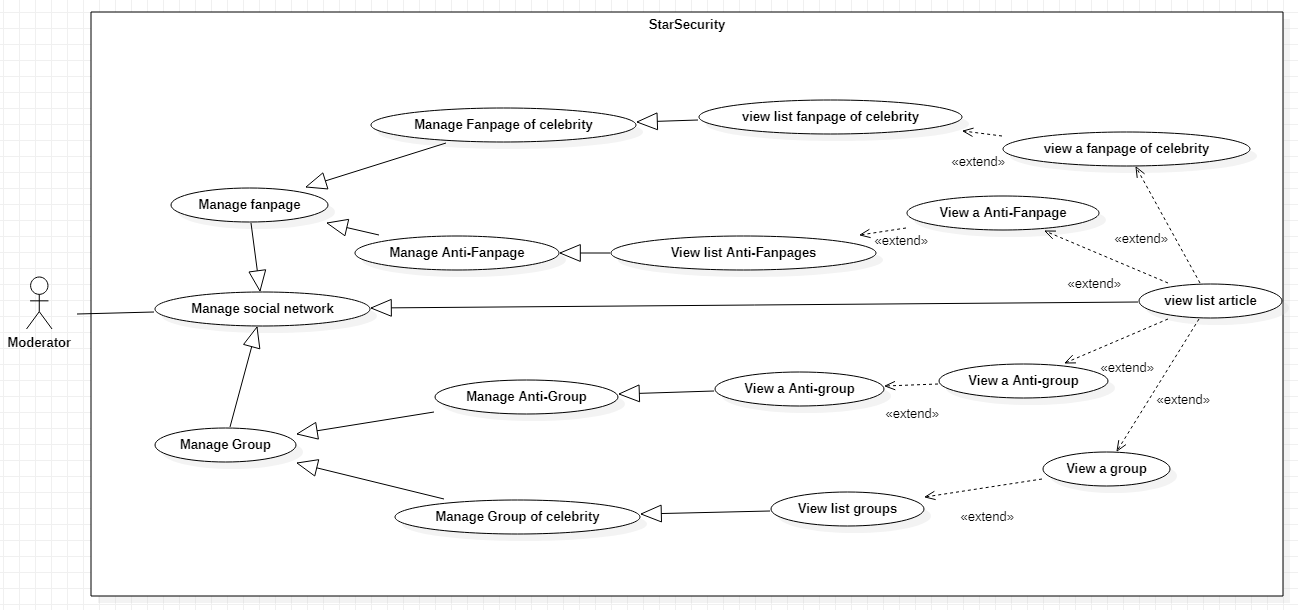 StarSecurity
view list fanpage of celebrity
Manage Fanpage of celebrity
view a fanpage of celebrity
«extend»
Manage fanpage
View a Anti-Fanpage
«extend»
«extend»
Manage Anti-Fanpage
View list Anti-Fanpages
«extend»
view list article
Manage social network
Moderator
«extend»
View a Anti-group
View a Anti-group
Manage Anti-Group
«extend»
«extend»
Manage Group
View a group
View list groups
Manage Group of celebrity
«extend»